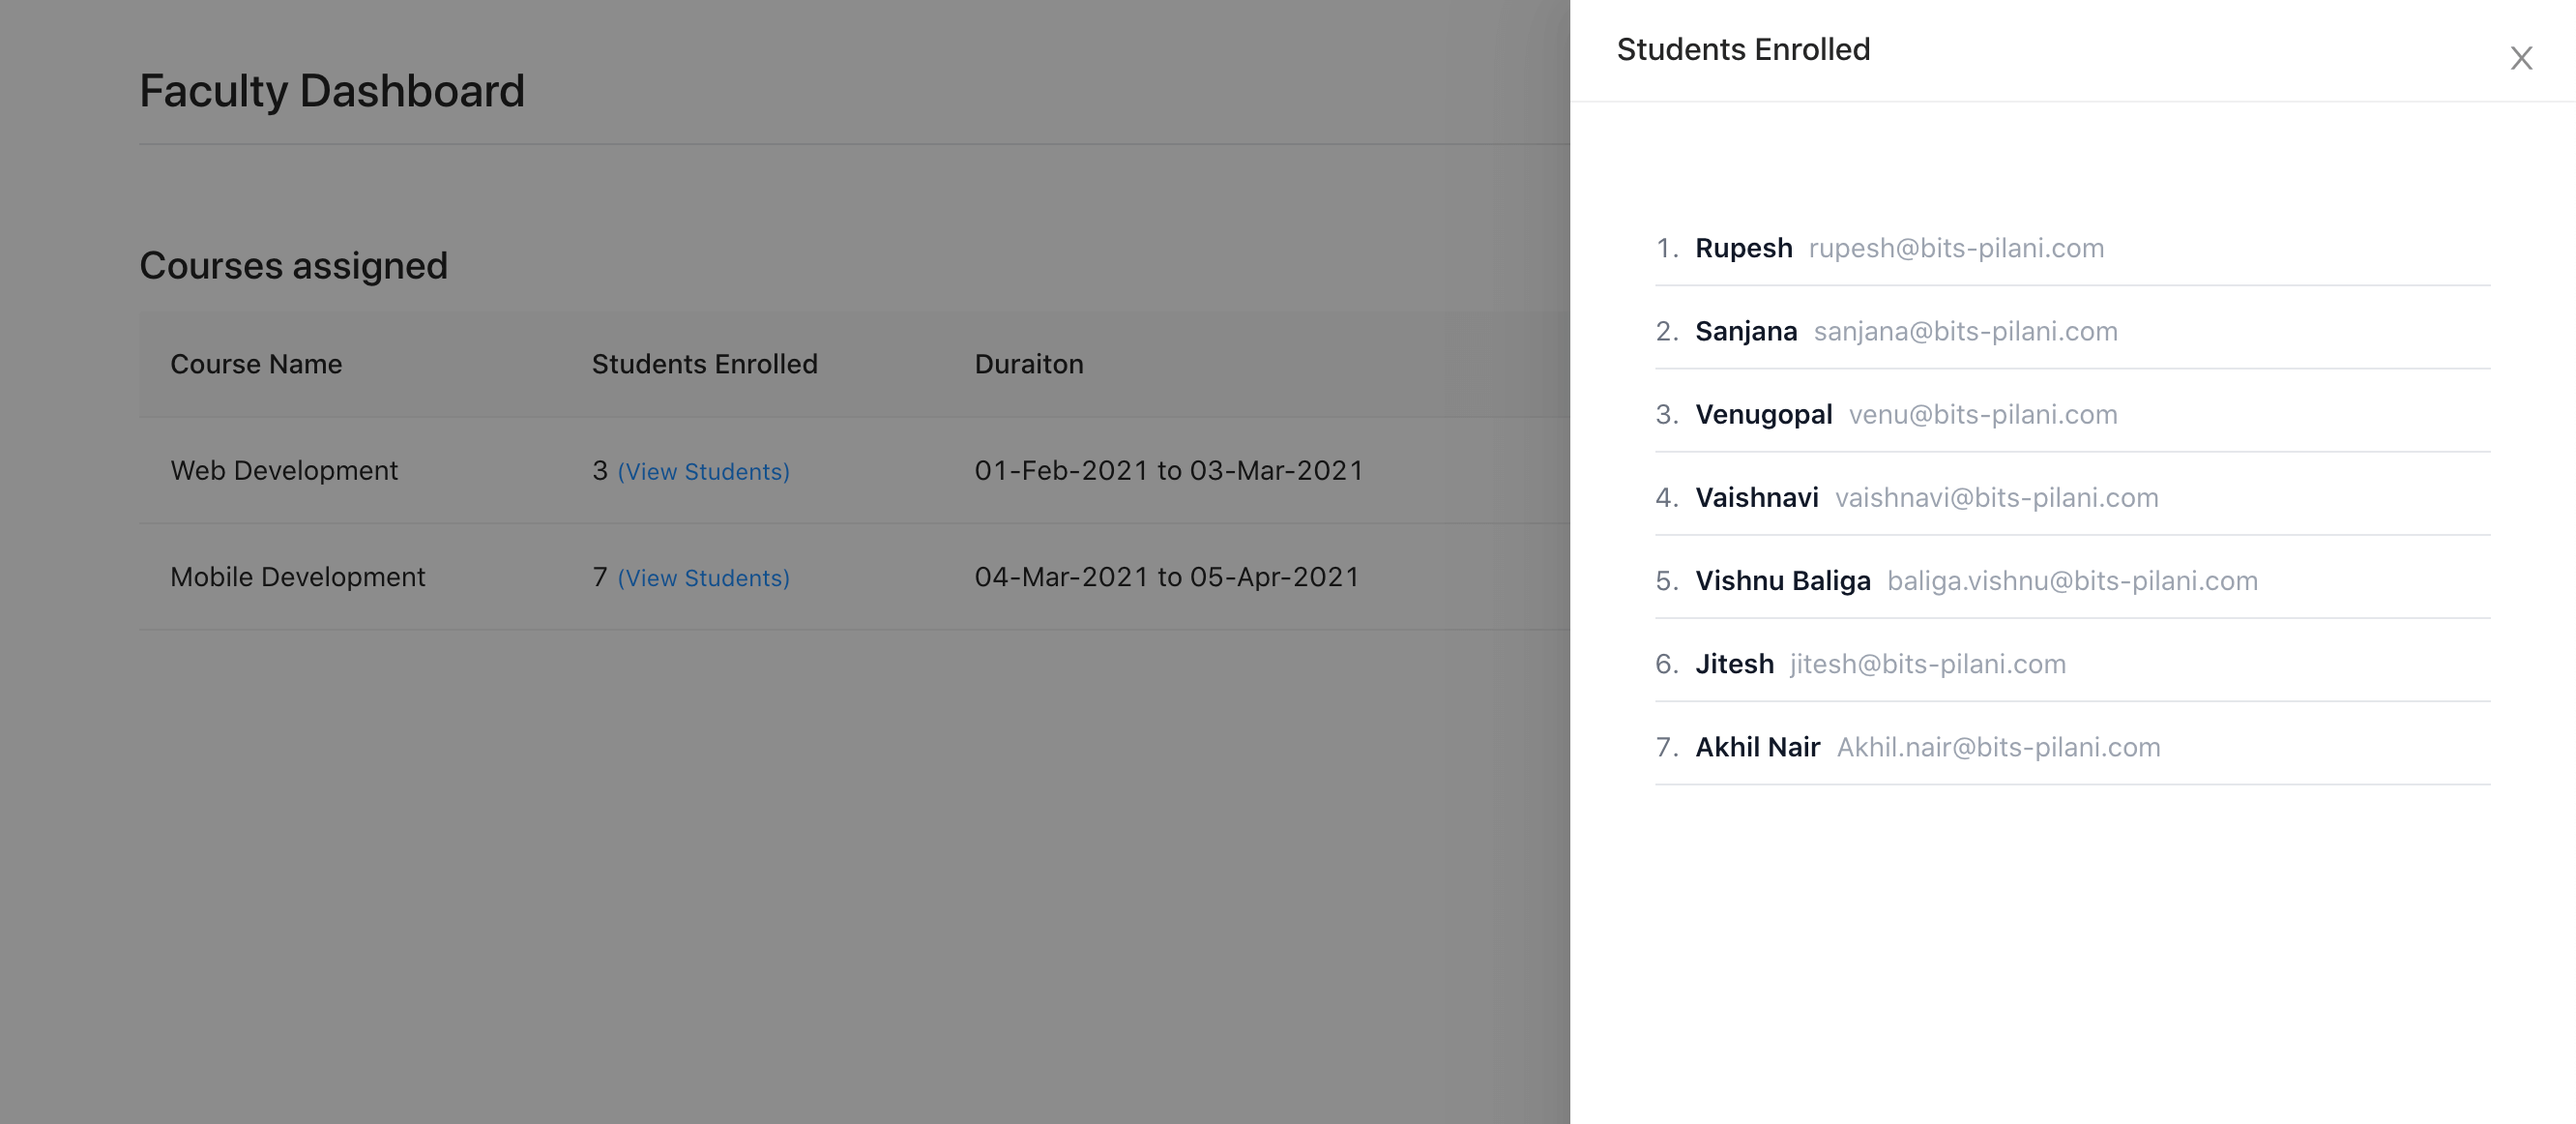 Faculty Dashboard
Courses assigned
Course Name Students Enrolled Duraiton
Web Development 3 (View Students) 01-Feb-2021 to 03-Mar-2021
Mobile Development 7 (View Students) 04-Mar-2021 to 05-Apr-2021
Students Enrolled
1. Rupesh rupesh@bits-pilani.com
2. Sanjana sanjana@bits-pilani.com
3. Venugopal venu@bits-pilani.com
4. Vaishnavi vaishnavi@bits-pilani.com
5. Vishnu Baliga baliga.vishnu@bits-pilani.com
6. Jitesh jitesh@bits-pilani.com
7. Akhil Nair Akhil.nair@bits-pilani.com